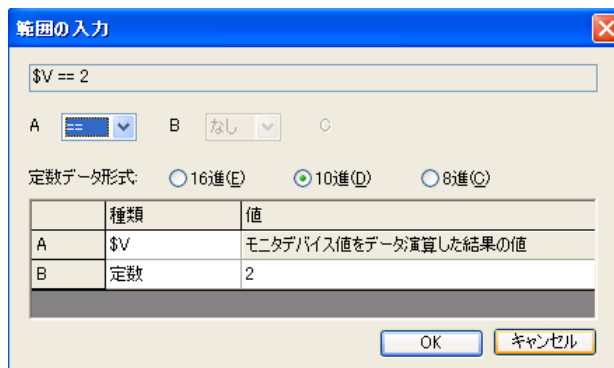 範囲の入力
$V == 2
A == B なし C
定数データ形式: 16進(E) 10進(D) 8進(C)
種類 値
A $V モニタデバイス値をデータ演算した結果の値
B 定数 2
OK キャンセル